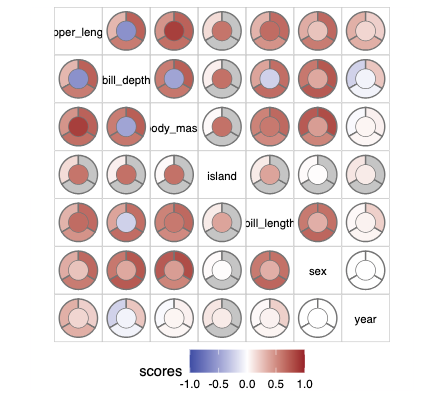 pper_leng
bill_depth
ody_mas
island
bill_length
sex
year
scores
-1.0 -0.5 0.0 0.5 1.0